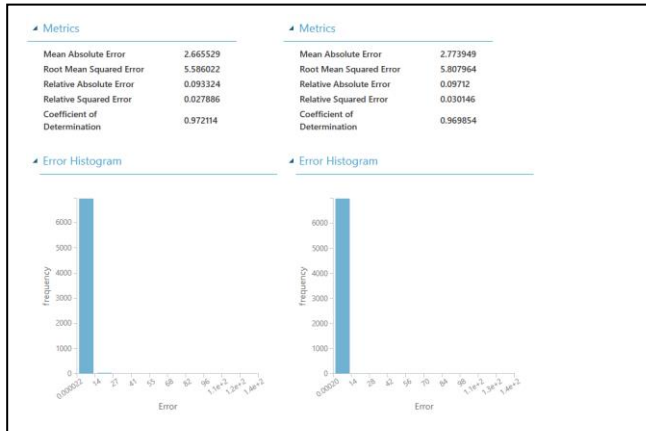 Metrics
Mean Absolute Error 2.665529
Root Mean Squared Error 5.586022
Relative Absolute Error 0.093324
Relative Squared Error 0.027886
Coefficient of
Determination 0.972114
Error Histogram
6000
5000
4000
3000
2000
1000
0
frequency
0.000022 14 27 41 55 68 82 96 1.1e+2 1.2e+2 1.4e+2
Error
Metrics
Mean Absolute Error 2.773949
Root Mean Squared Error 5.807964
Relative Absolute Error 0.09712
Relative Squared Error 0.030146
Coefficient of
Determination 0.969854
Error Histogram
6000
5000
4000
3000
2000
1000
0
frequency
0.00020 14 28 42 56 70 84 98 1.1e+2 1.3e+2 1.4e+2
Error